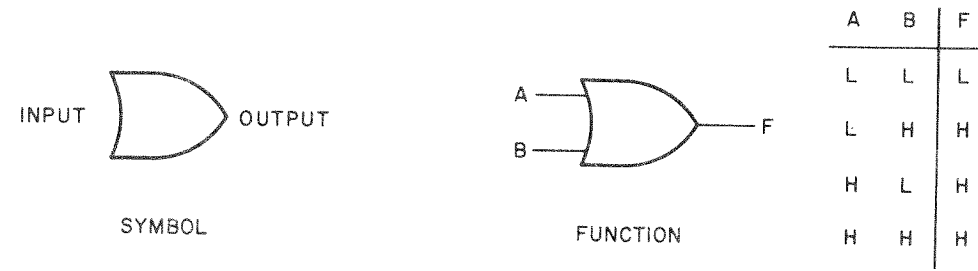 INPUT OUTPUT
SYMBOL
A
B
F
FUNCTION
A B F
L L L
L H H
H L H
H H H